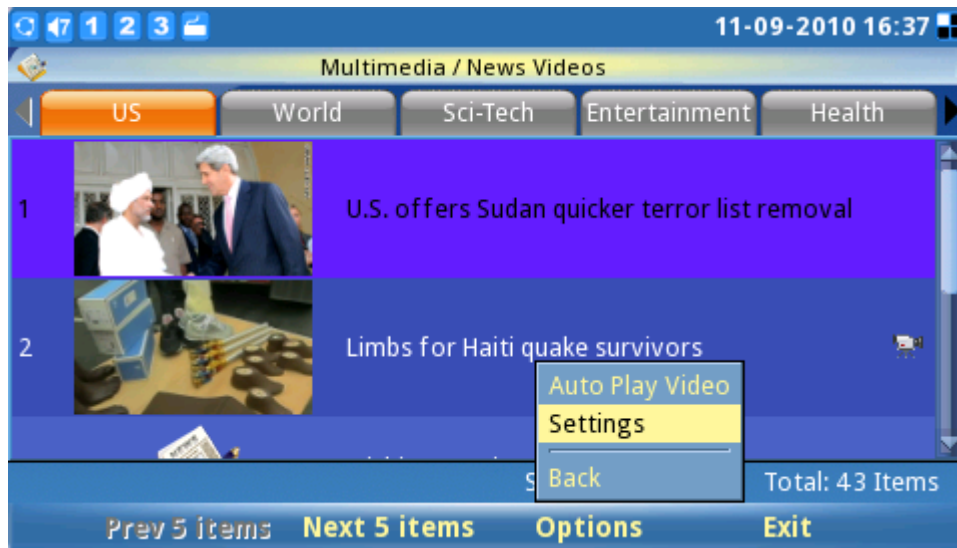 7 1 2 3 11-09-2010 16:37
Multimedia / News Videos
US World Sci-Tech Entertainment Health
1 U.S. offers Sudan quicker terror list removal
2 Limbs for Haiti quake survivors
Auto Play Video
Settings
Back
Total: 43 Items
Prev 5 items Next 5 items Options Exit